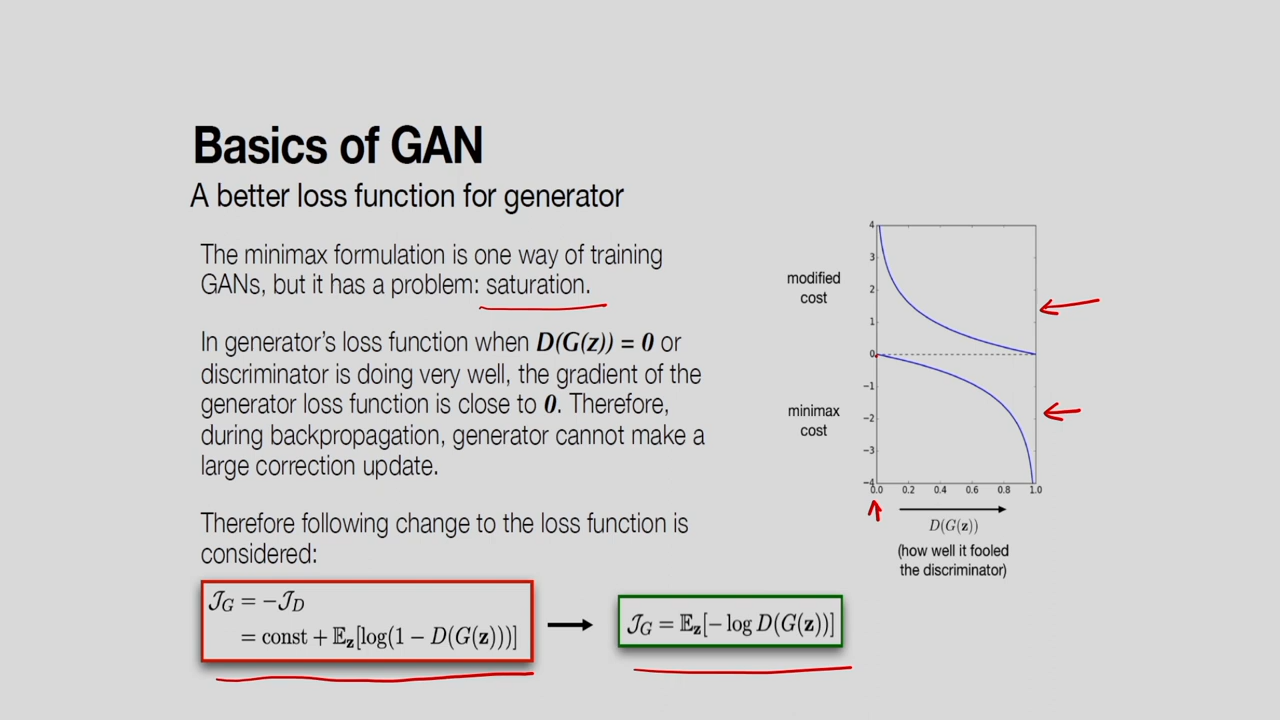 Basics of GAN
A better loss function for generator
The minimax formulation is one way of training
GANs, but it has a problem: saturation.
In generator's loss function when D(G(z)) = 0 or
discriminator is doing very well, the gradient of the
generator loss function is close to 0. Therefore,
during backpropagation, generator cannot make a
large correction update.
Therefore following change to the loss function is
considered:
𝒥_G = −𝒥_D
= const + 𝔼_z[log(1 − D(G(z)))]
𝒥_G = 𝔼_z[− log D(G(z))]
modified
cost
minimax
cost
4
3
2
1
0
−1
−2
−3
−4
0.0 0.2 0.4 0.6 0.8 1.0
D(G(z))
(how well it fooled
the discriminator)